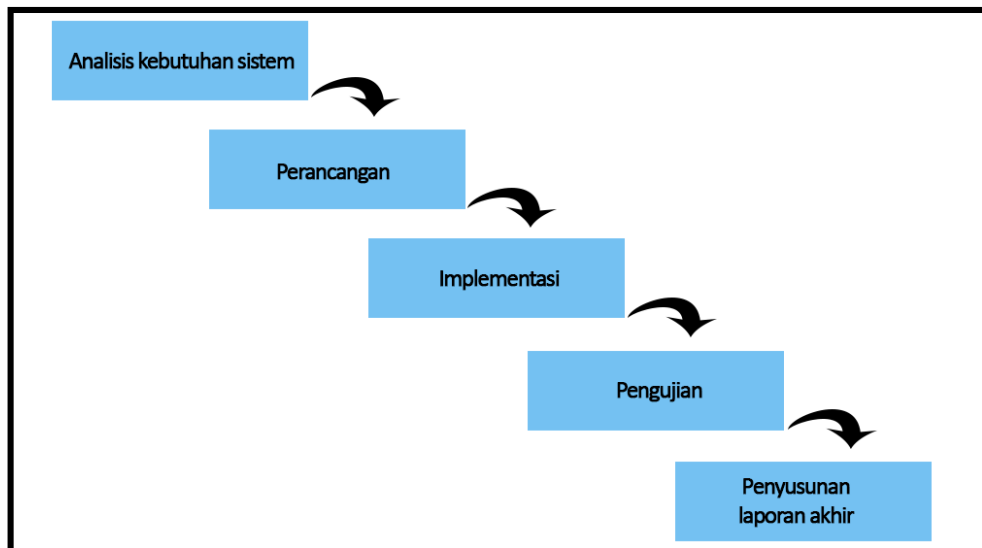 Analisis kebutuhan sistem
Perancangan
Implementasi
Pengujian
Penyusunan
laporan akhir